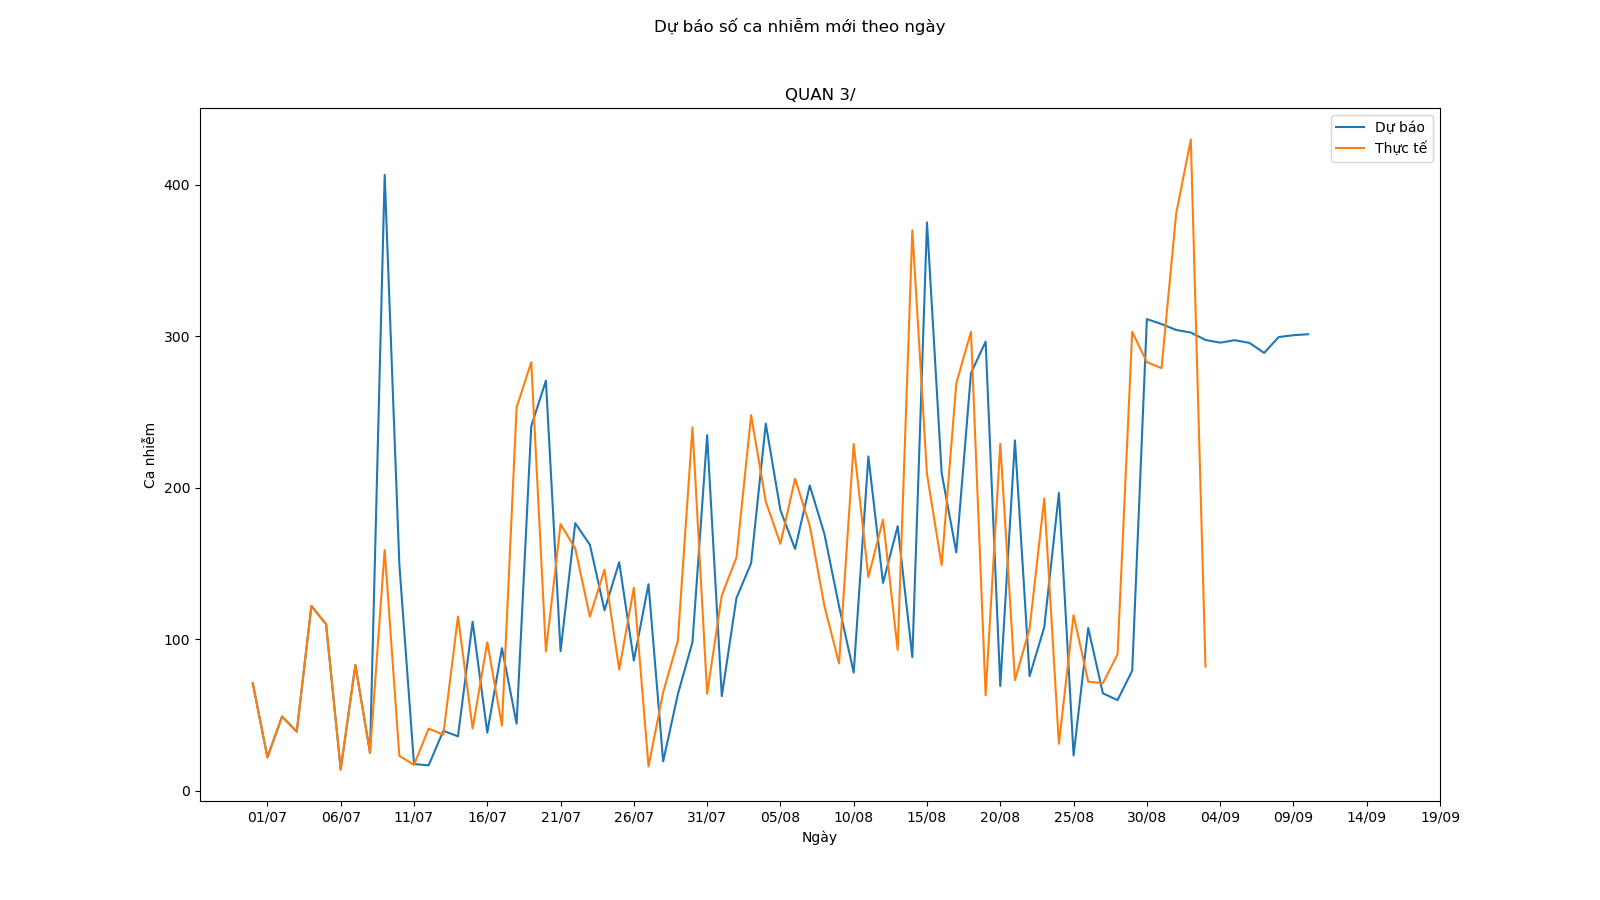 Dự báo số ca nhiễm mới theo ngày
QUAN 3/
Dự báo
Thực tế
400
300
200
100
0
Ca nhiễm
01/07 06/07 11/07 16/07 21/07 26/07 31/07 05/08 10/08 15/08 20/08 25/08 30/08 04/09 09/09 14/09 19/09
Ngày